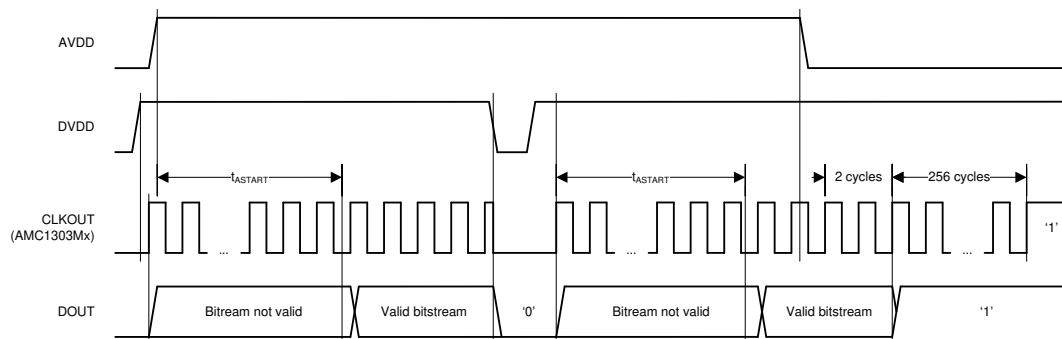 AVDD
DVDD
tASTART
tASTART
2 cycles
256 cycles
CLKOUT
(AMC1303Mx)
...
...
...
'1'
DOUT
Bitream not valid
Valid bitstream
'0'
Bitream not valid
Valid bitstream
'1'